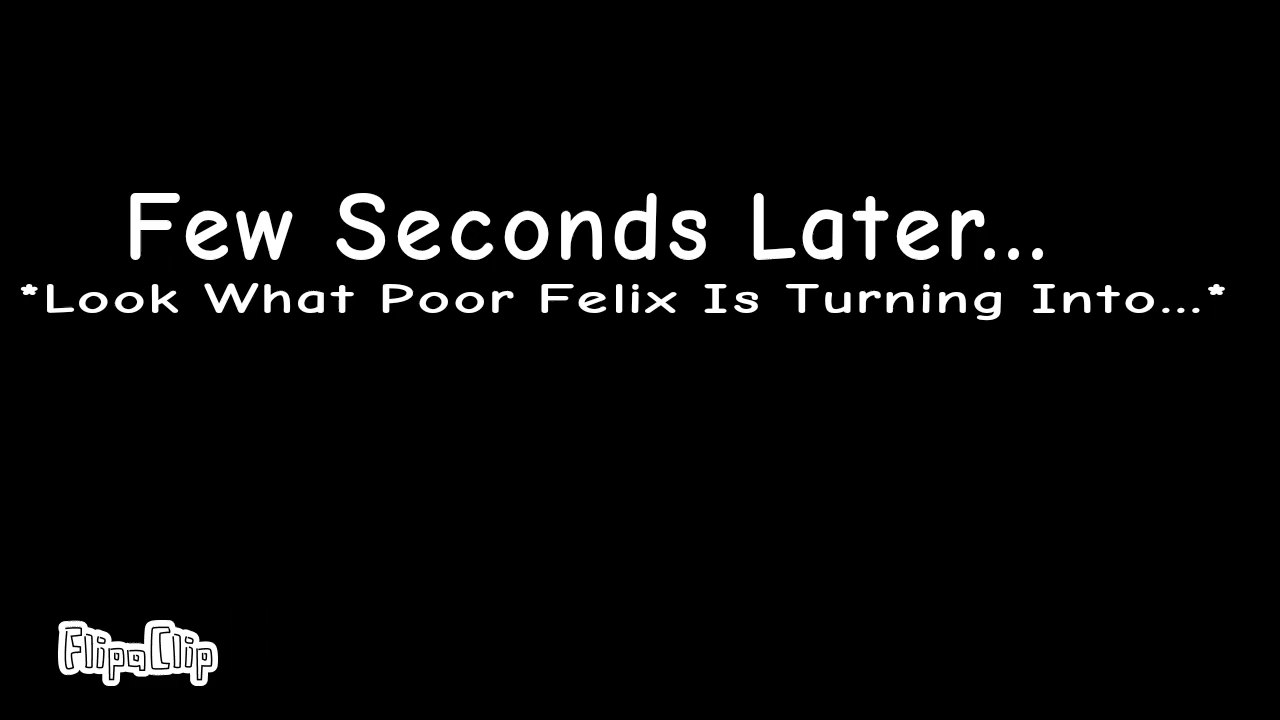 Few Seconds Later...
*Look What Poor Felix Is Turning Into...*
FlipaClip